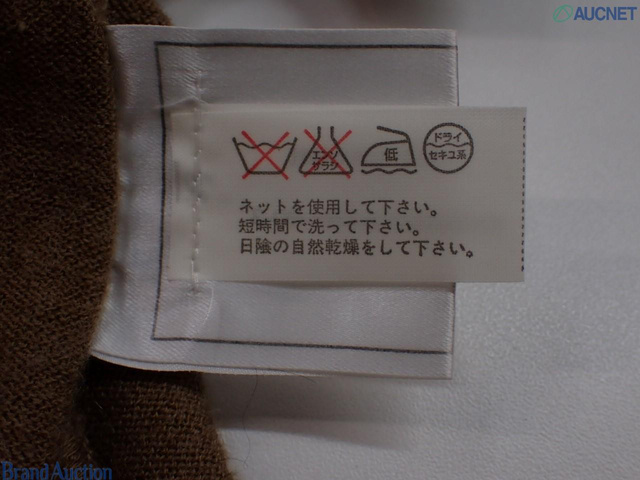 AUCNET
エンソ
サラシ
低
ドライ
セキユ系
ネットを使用して下さい。
短時間で洗って下さい。
日陰の自然乾燥をして下さい。
Brand Auction